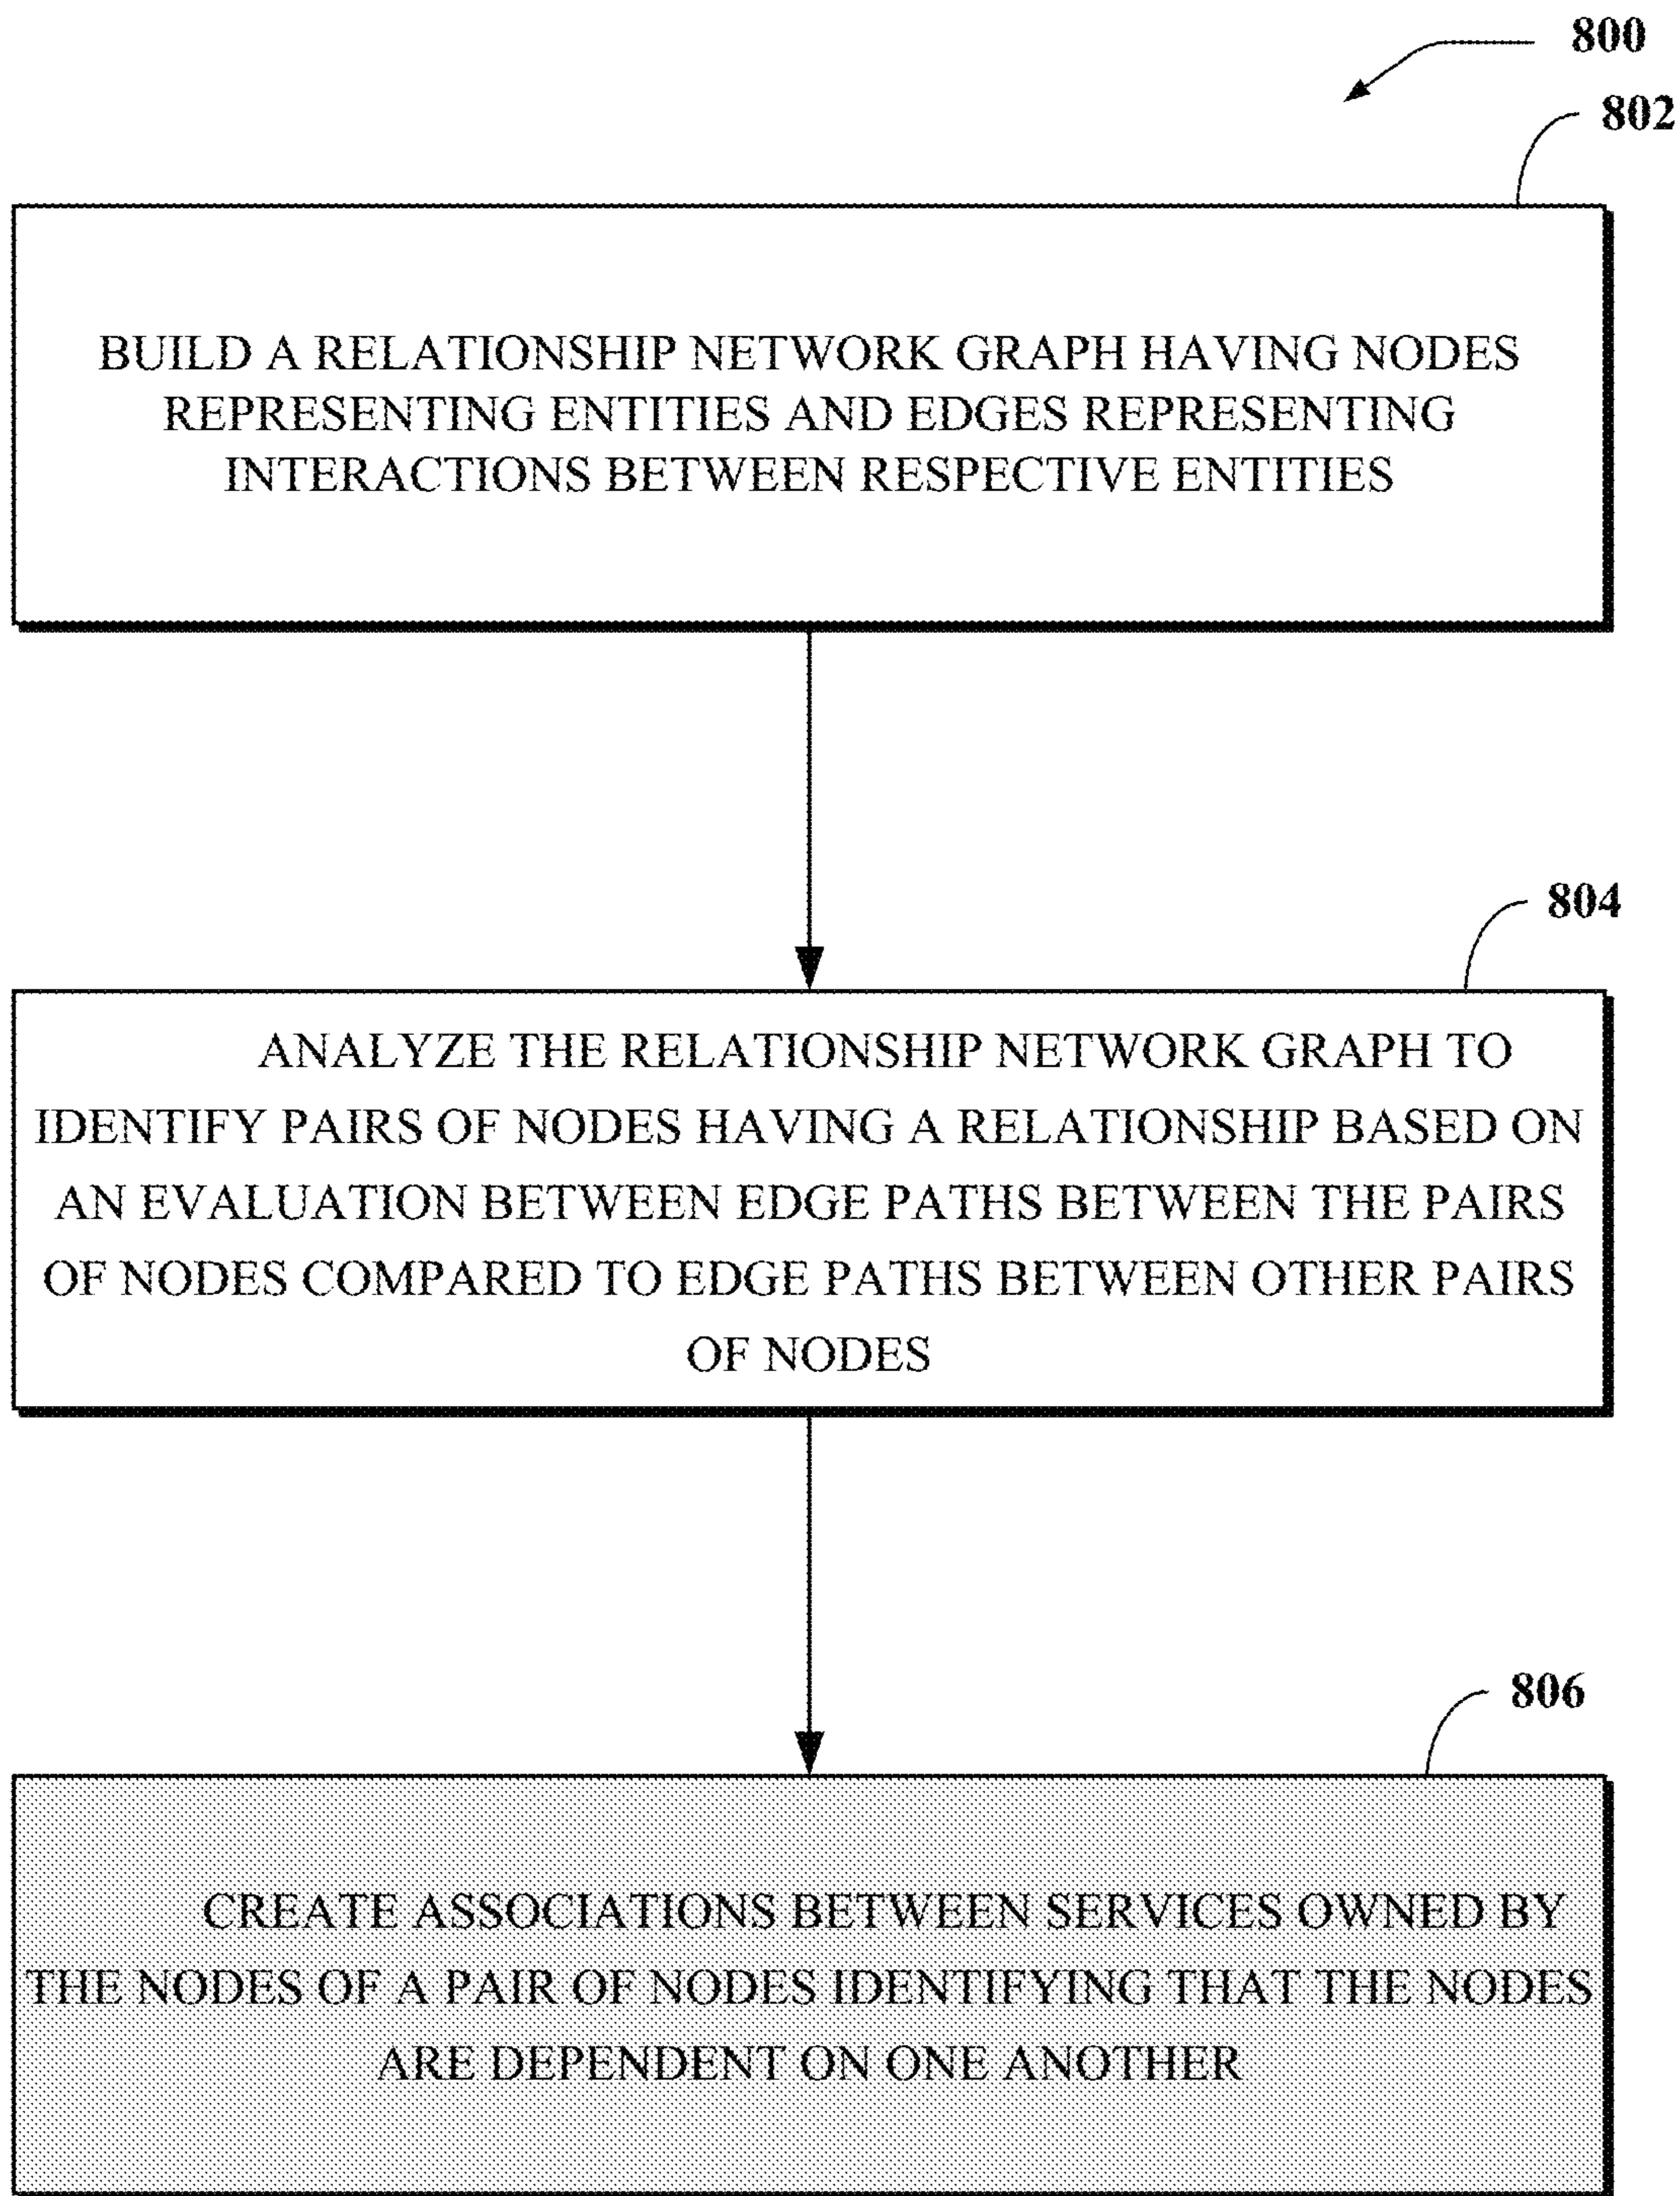 800
802
BUILD A RELATIONSHIP NETWORK GRAPH HAVING NODES
REPRESENTING ENTITIES AND EDGES REPRESENTING
INTERACTIONS BETWEEN RESPECTIVE ENTITIES
804
ANALYZE THE RELATIONSHIP NETWORK GRAPH TO
IDENTIFY PAIRS OF NODES HAVING A RELATIONSHIP BASED ON
AN EVALUATION BETWEEN EDGE PATHS BETWEEN THE PAIRS
OF NODES COMPARED TO EDGE PATHS BETWEEN OTHER PAIRS
OF NODES
806
CREATE ASSOCIATIONS BETWEEN SERVICES OWNED BY
THE NODES OF A PAIR OF NODES IDENTIFYING THAT THE NODES
ARE DEPENDENT ON ONE ANOTHER